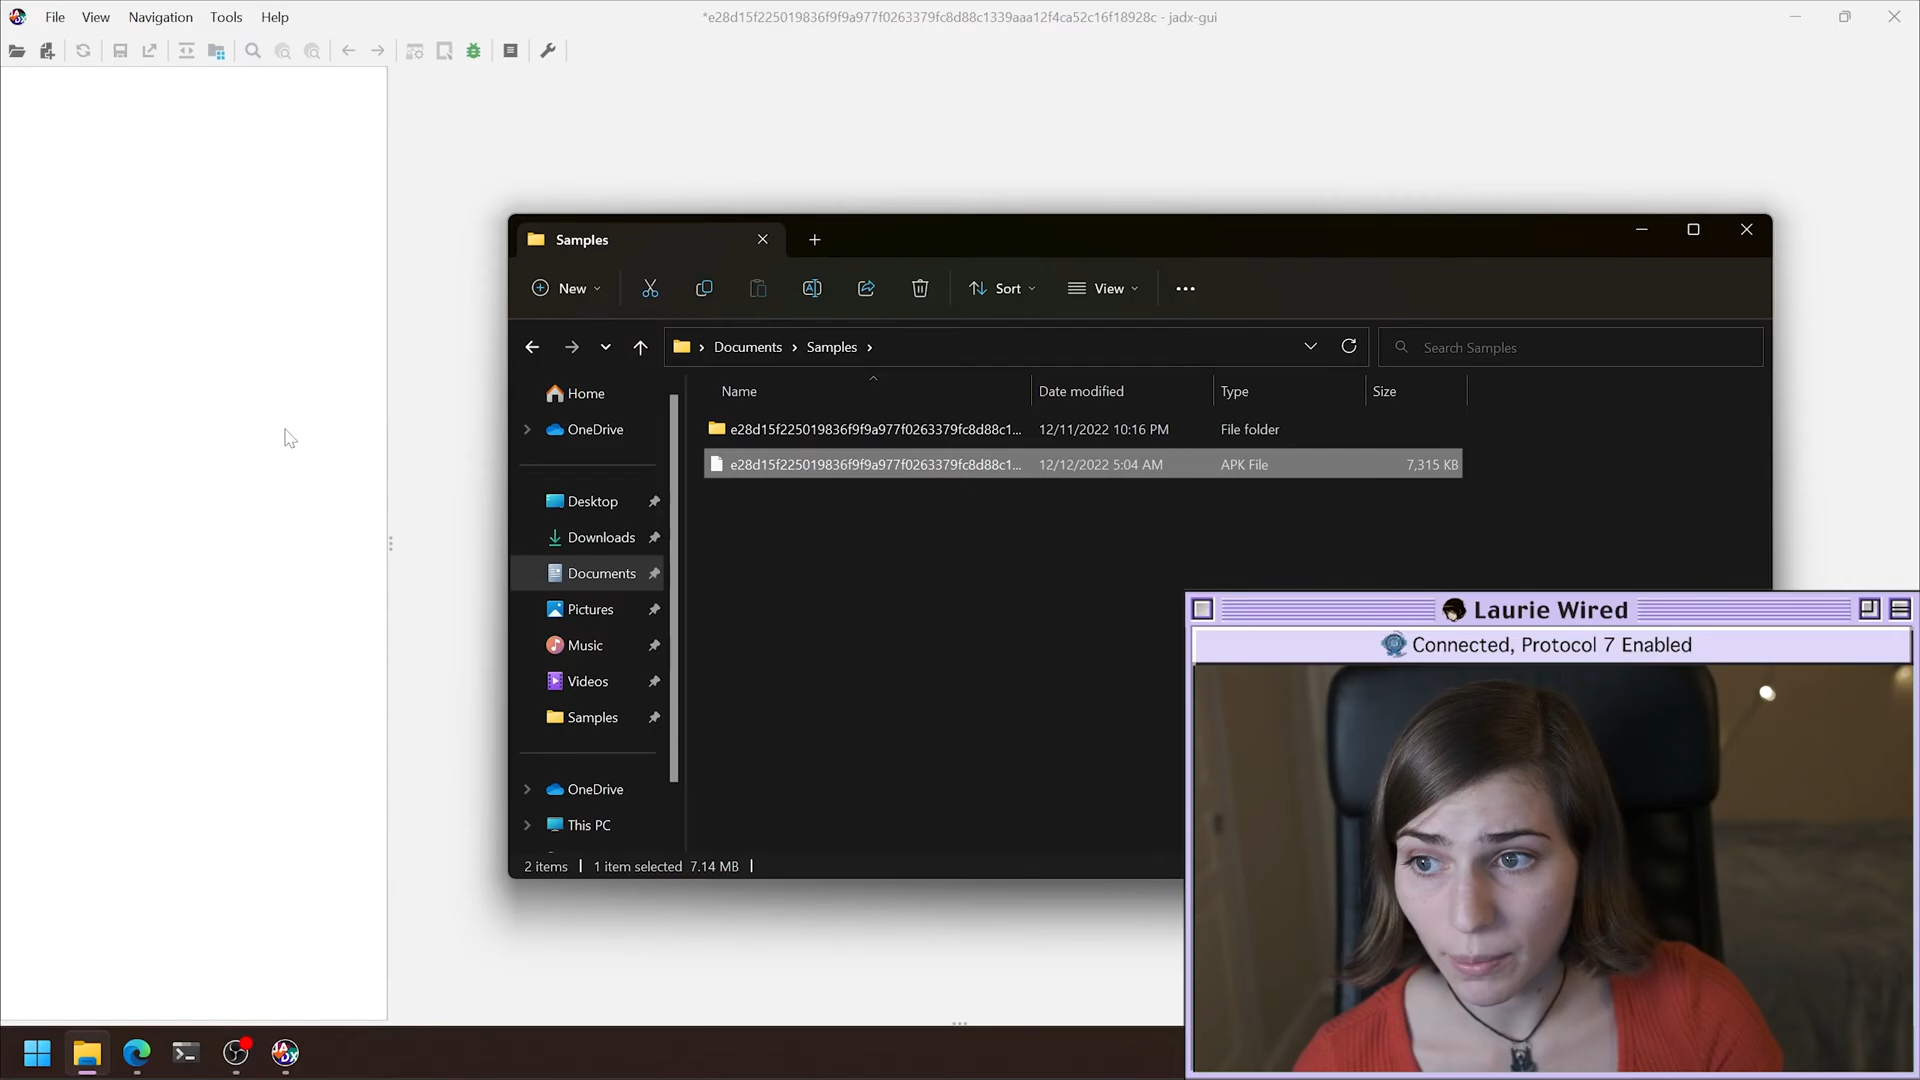 File View Navigation Tools Help
*e28d15f225019836f9f9a977f0263379fc8d88c1339aaa12f4ca52c16f18928c - jadx-gui
Samples
New
Sort
View
Documents
Samples
Search Samples
Name
Date modified
Type
Size
e28d15f225019836f9f9a977f0263379fc8d88c1... 12/11/2022 10:16 PM File folder
e28d15f225019836f9f9a977f0263379fc8d88c1... 12/12/2022 5:04 AM APK File 7,315 KB
Home
OneDrive
Desktop
Downloads
Documents
Pictures
Music
Videos
Samples
OneDrive
This PC
2 items 1 item selected 7.14 MB
Laurie Wired
Connected, Protocol 7 Enabled
JADX